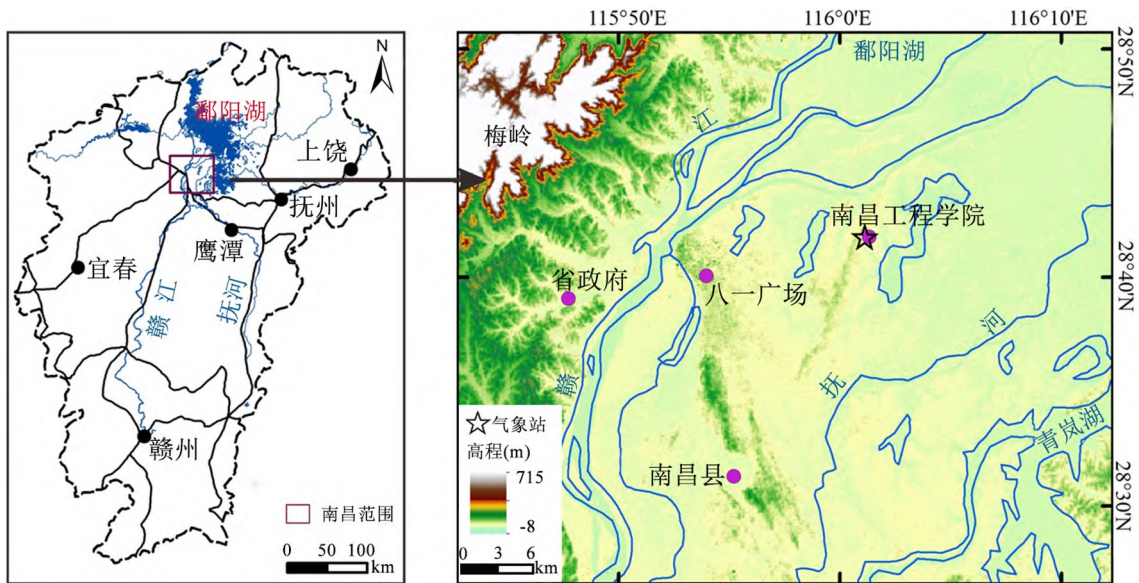 115°50'E 116°0'E 116°10'E
N
鄱阳湖
上饶
抚州
鹰潭
宜春
赣江
抚河
赣州
南昌范围
0 50 100
km
鄱阳湖
28°50'N
江
梅岭
南昌工程学院
省政府
八一广场
28°40'N
河
赣
抚
青岚湖
气象站
高程(m)
715
-8
南昌县
28°30'N
0 3 6
km